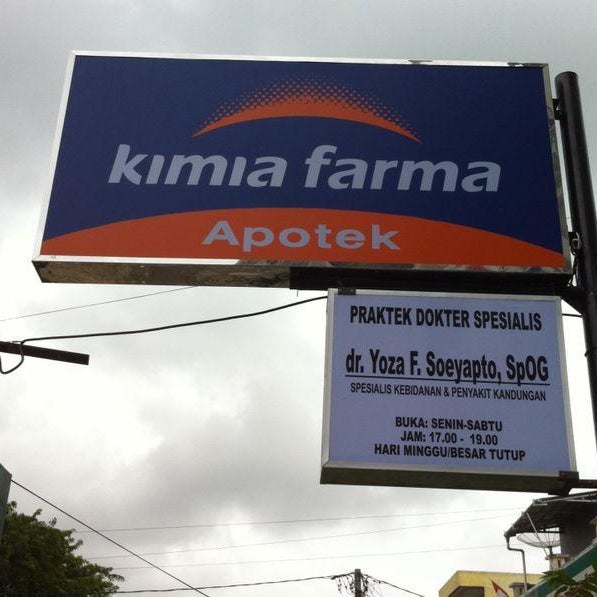 kimia farma
Apotek
PRAKTEK DOKTER SPESIALIS
dr. Yoza F. Soeyapto, SpOG
SPESIALIS KEBIDANAN & PENYAKIT KANDUNGAN
BUKA: SENIN-SABTU
JAM: 17.00 - 19.00
HARI MINGGU/BESAR TUTUP